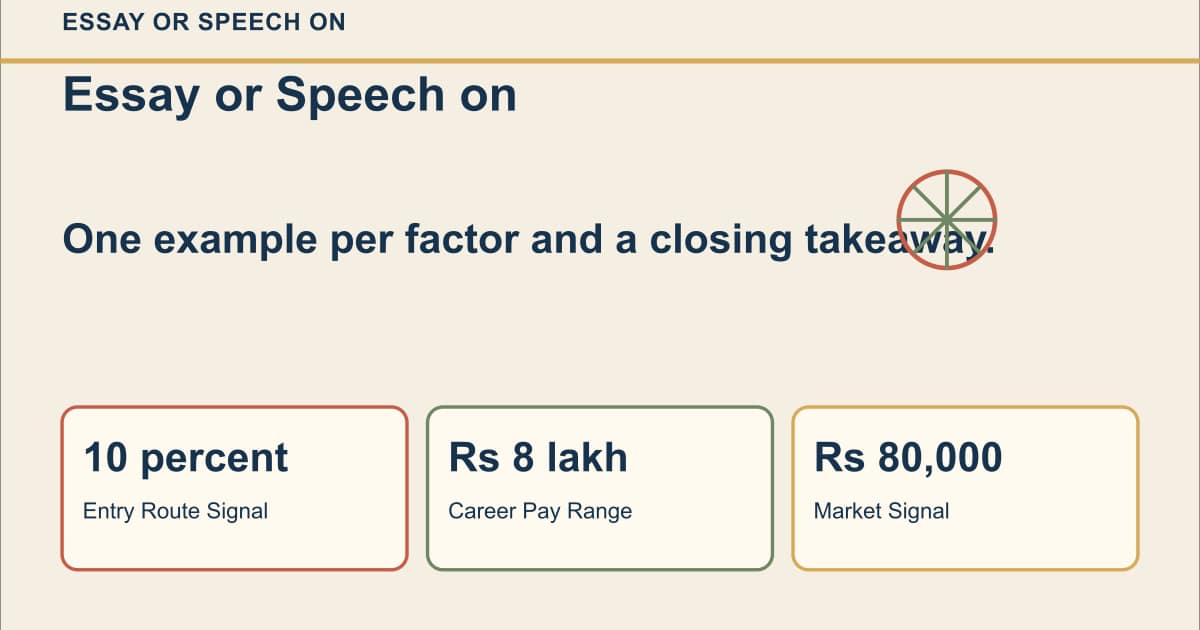 ESSAY OR SPEECH ON
Essay or Speech on
One example per factor and a closing takeaway.
10 percent
Entry Route Signal
Rs 8 lakh
Career Pay Range
Rs 80,000
Market Signal